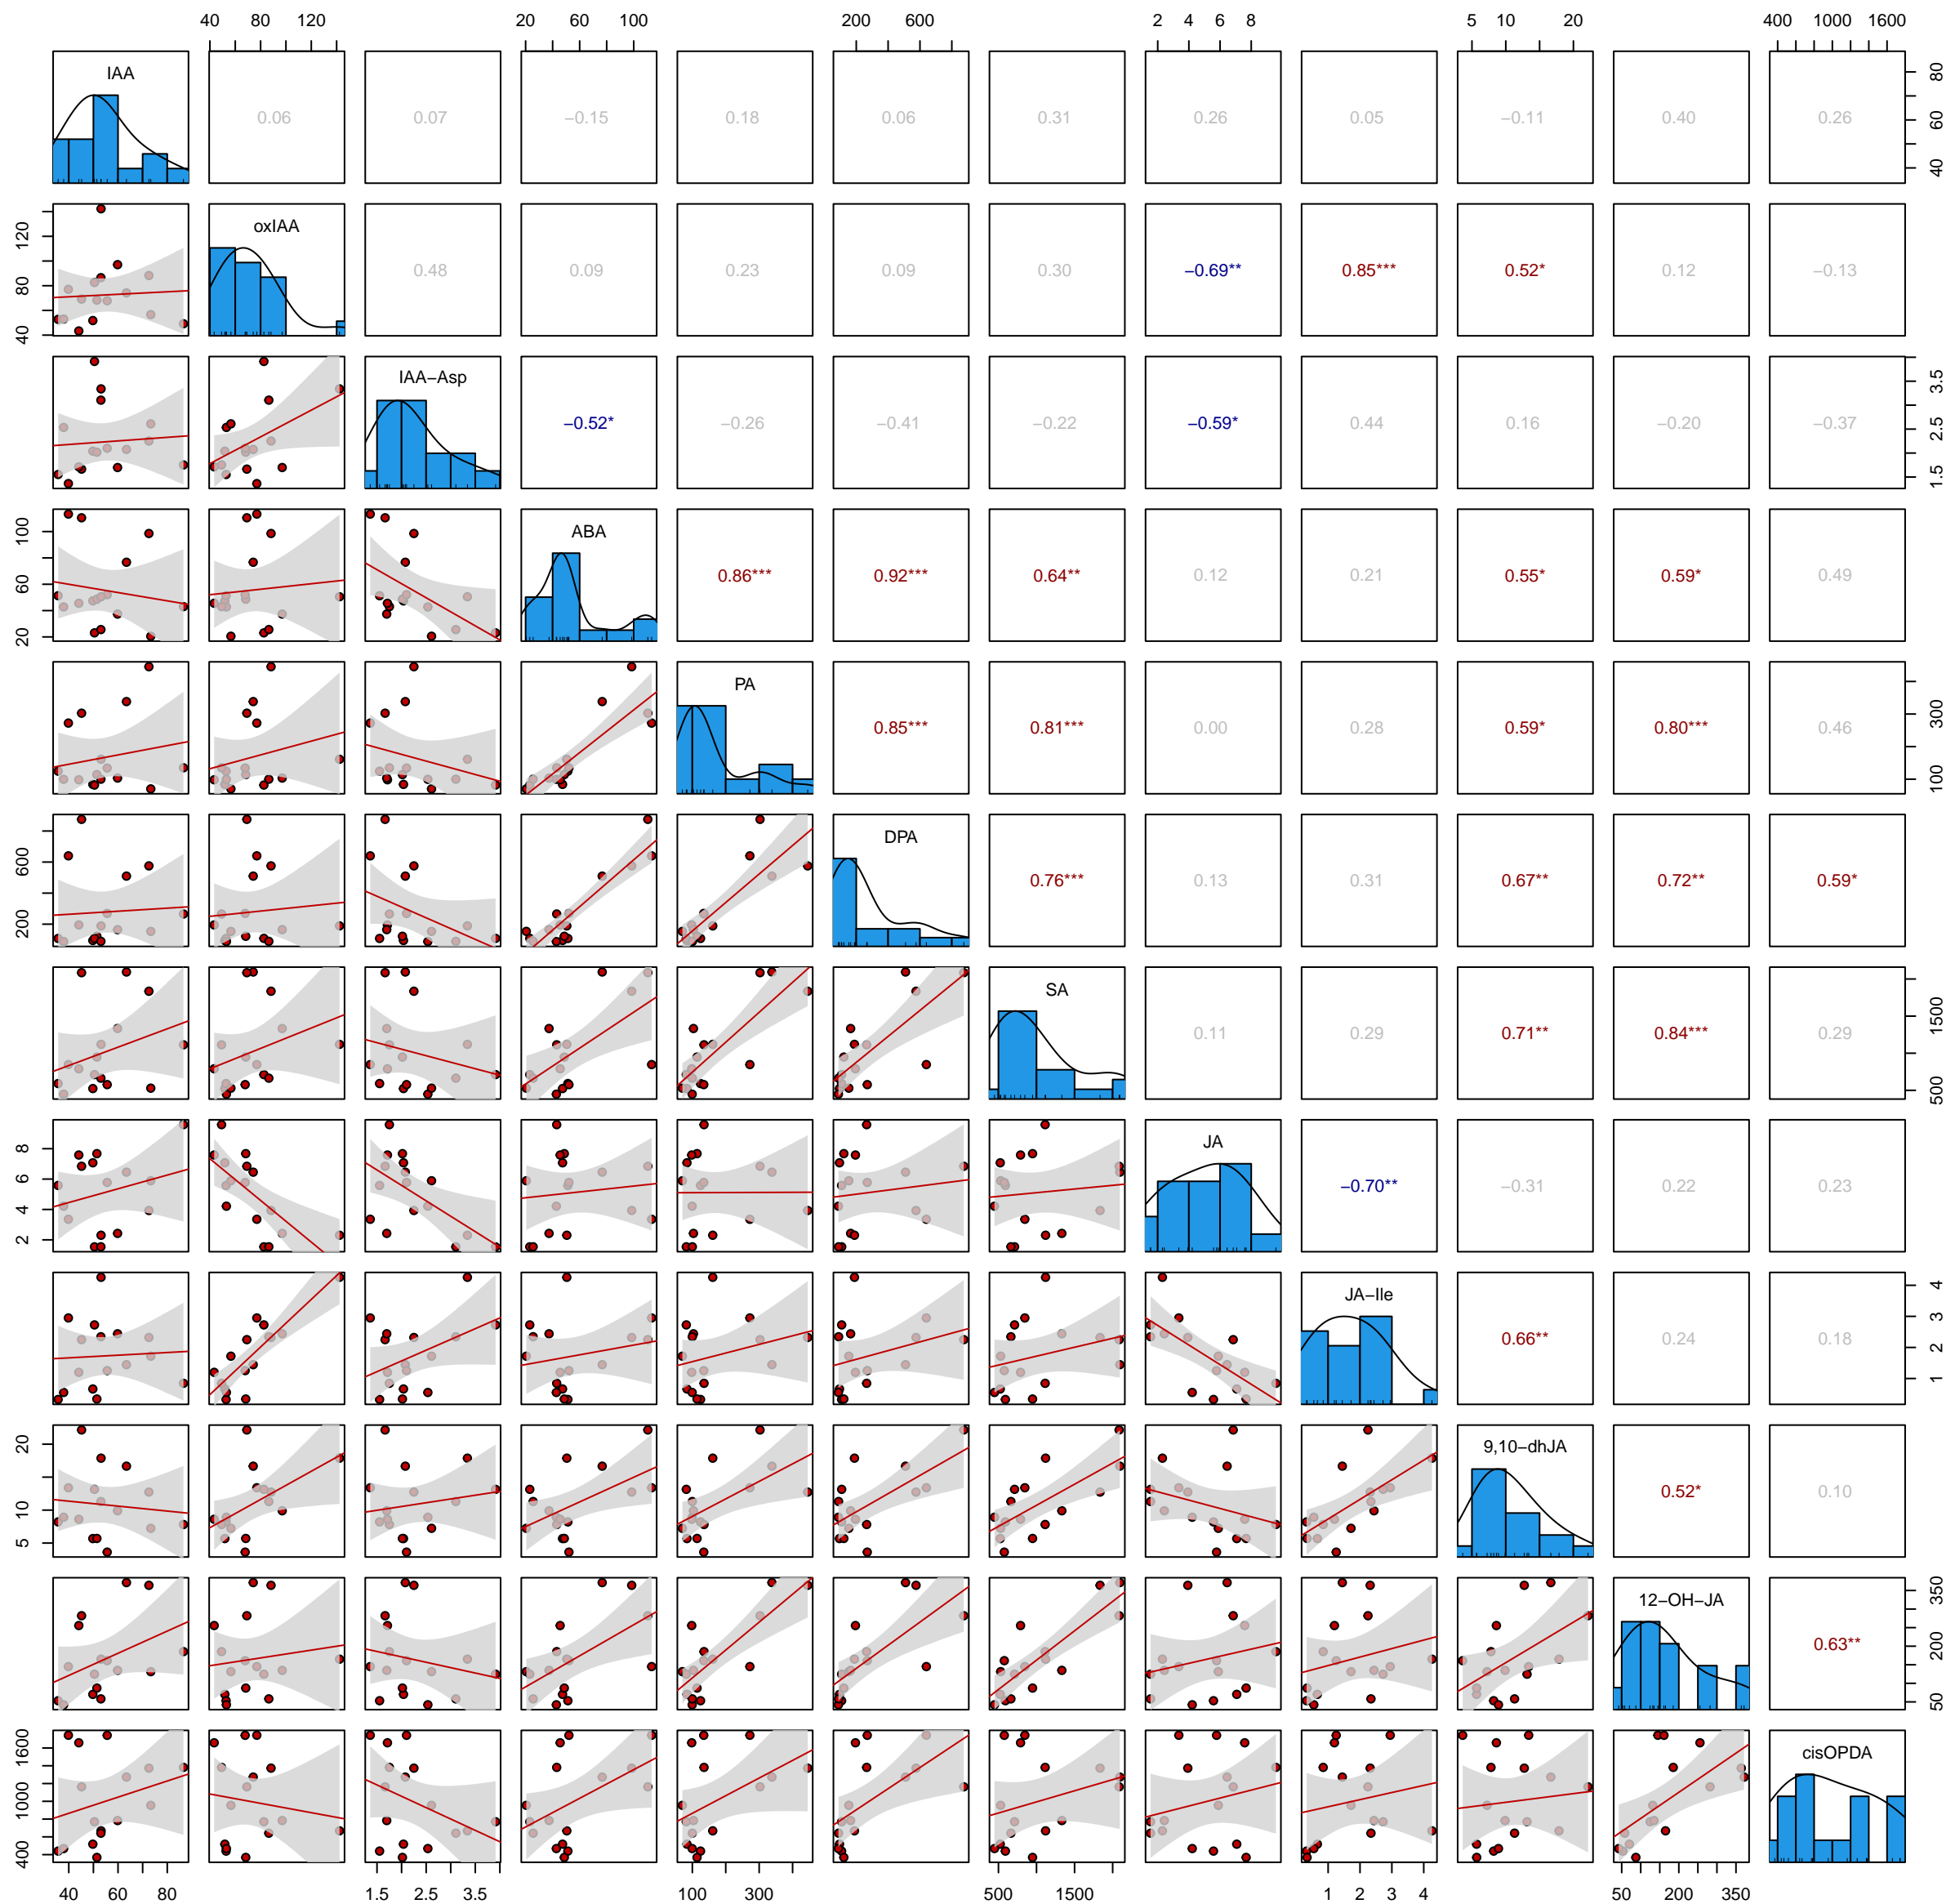 40 80 120 20 60 100 200 600 2 4 6 8 5 10 20 400 1000 1600
IAA 0.06 0.07 −0.15 0.18 0.06 0.31 0.26 0.05 −0.11 0.40 0.26 40 60 80
40 80 120 oxIAA 0.48 0.09 0.23 0.09 0.30 −0.69** 0.85*** 0.52* 0.12 −0.13
IAA−Asp −0.52* −0.26 −0.41 −0.22 −0.59* 0.44 0.16 −0.20 −0.37 1.5 2.5 3.5
20 60 100 ABA 0.86*** 0.92*** 0.64** 0.12 0.21 0.55* 0.59* 0.49
PA 0.85*** 0.81*** 0.00 0.28 0.59* 0.80*** 0.46 100 300
200 600 DPA 0.76*** 0.13 0.31 0.67** 0.72** 0.59*
SA 0.11 0.29 0.71** 0.84*** 0.29 500 1500
2 4 6 8 JA −0.70** −0.31 0.22 0.23
JA−Ile 0.66** 0.24 0.18 1 2 3 4
5 10 20 9,10−dhJA 0.52* 0.10
12−OH−JA 0.63** 50 200 350
400 1000 1600 cisOPDA
40 60 80 1.5 2.5 3.5 100 300 500 1500 1 2 3 4 50 200 350